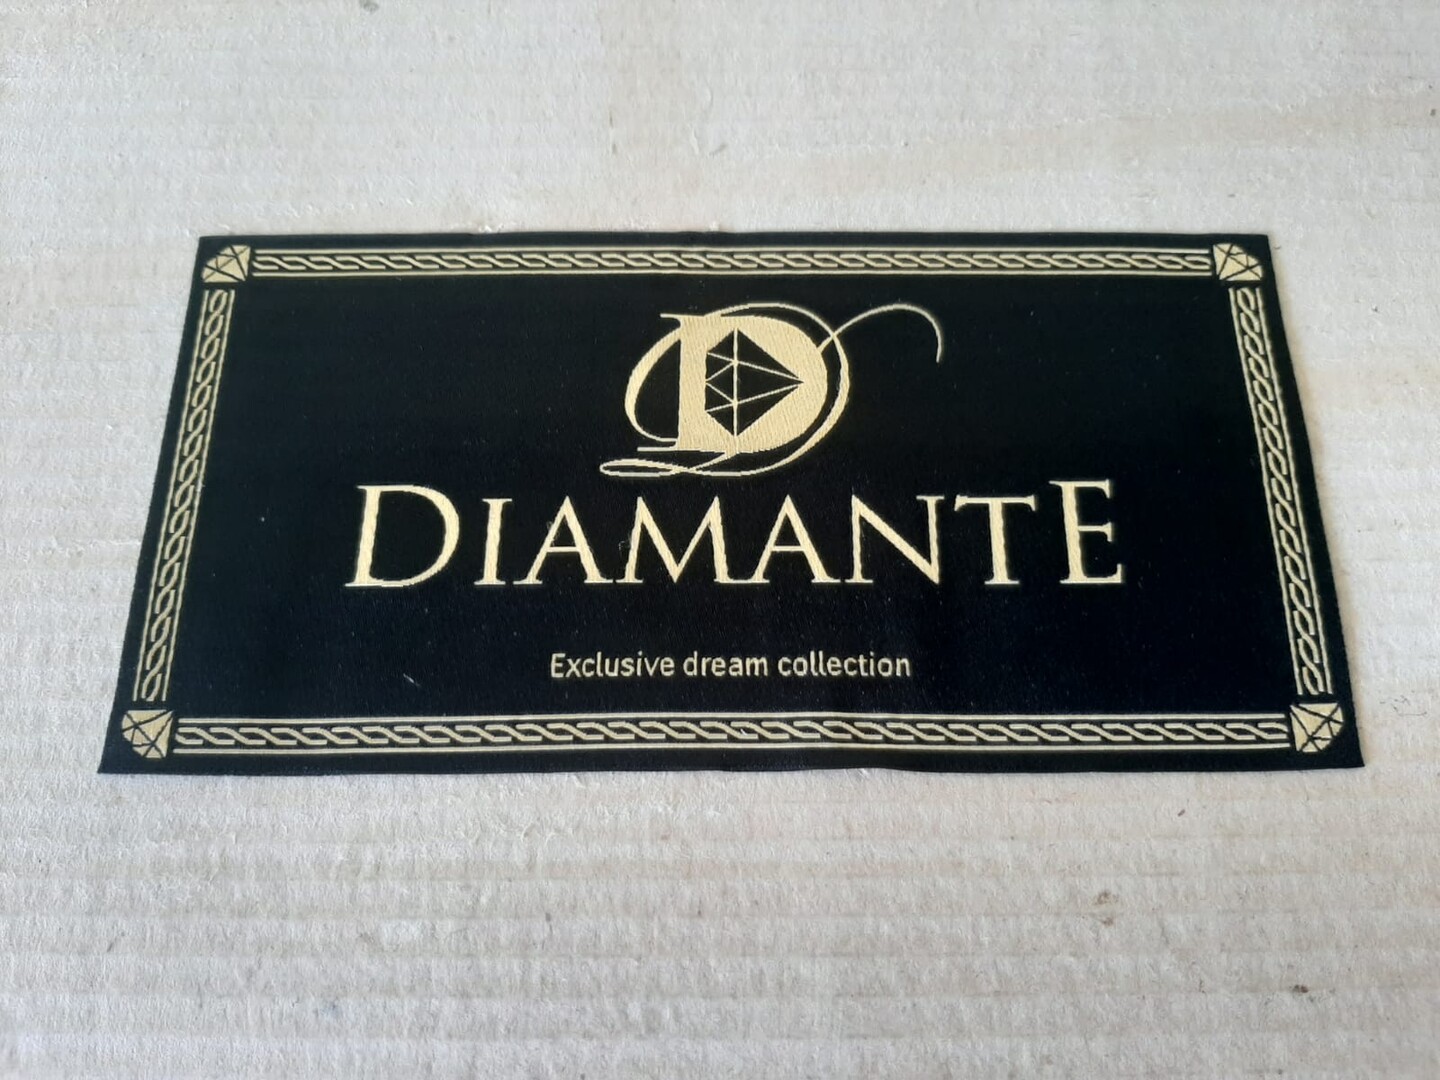 D
DIAMANTE
Exclusive dream collection